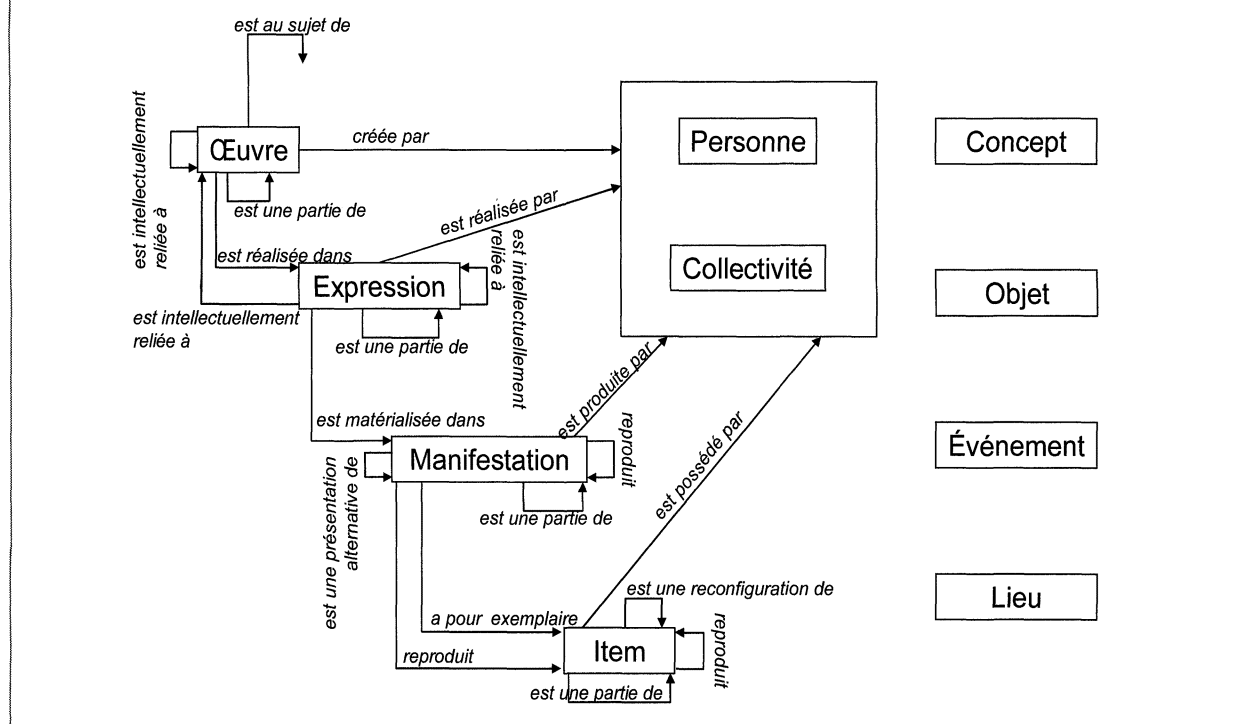 est au sujet de
est intellectuellement
reliée à
Œuvre
créée par
Personne
Concept
est une partie de
est réalisée par
est réalisée dans
Expression
reliée à
est intellectuellement
Collectivité
Objet
est intellectuellement
reliée à
est une partie de
est produite par
est matérialisée dans
Manifestation
reproduit
est possédé par
Événement
est une présentation
alternative de
est une partie de
est une reconfiguration de
Lieu
a pour exemplaire
Item
reproduit
reproduit
est une partie de